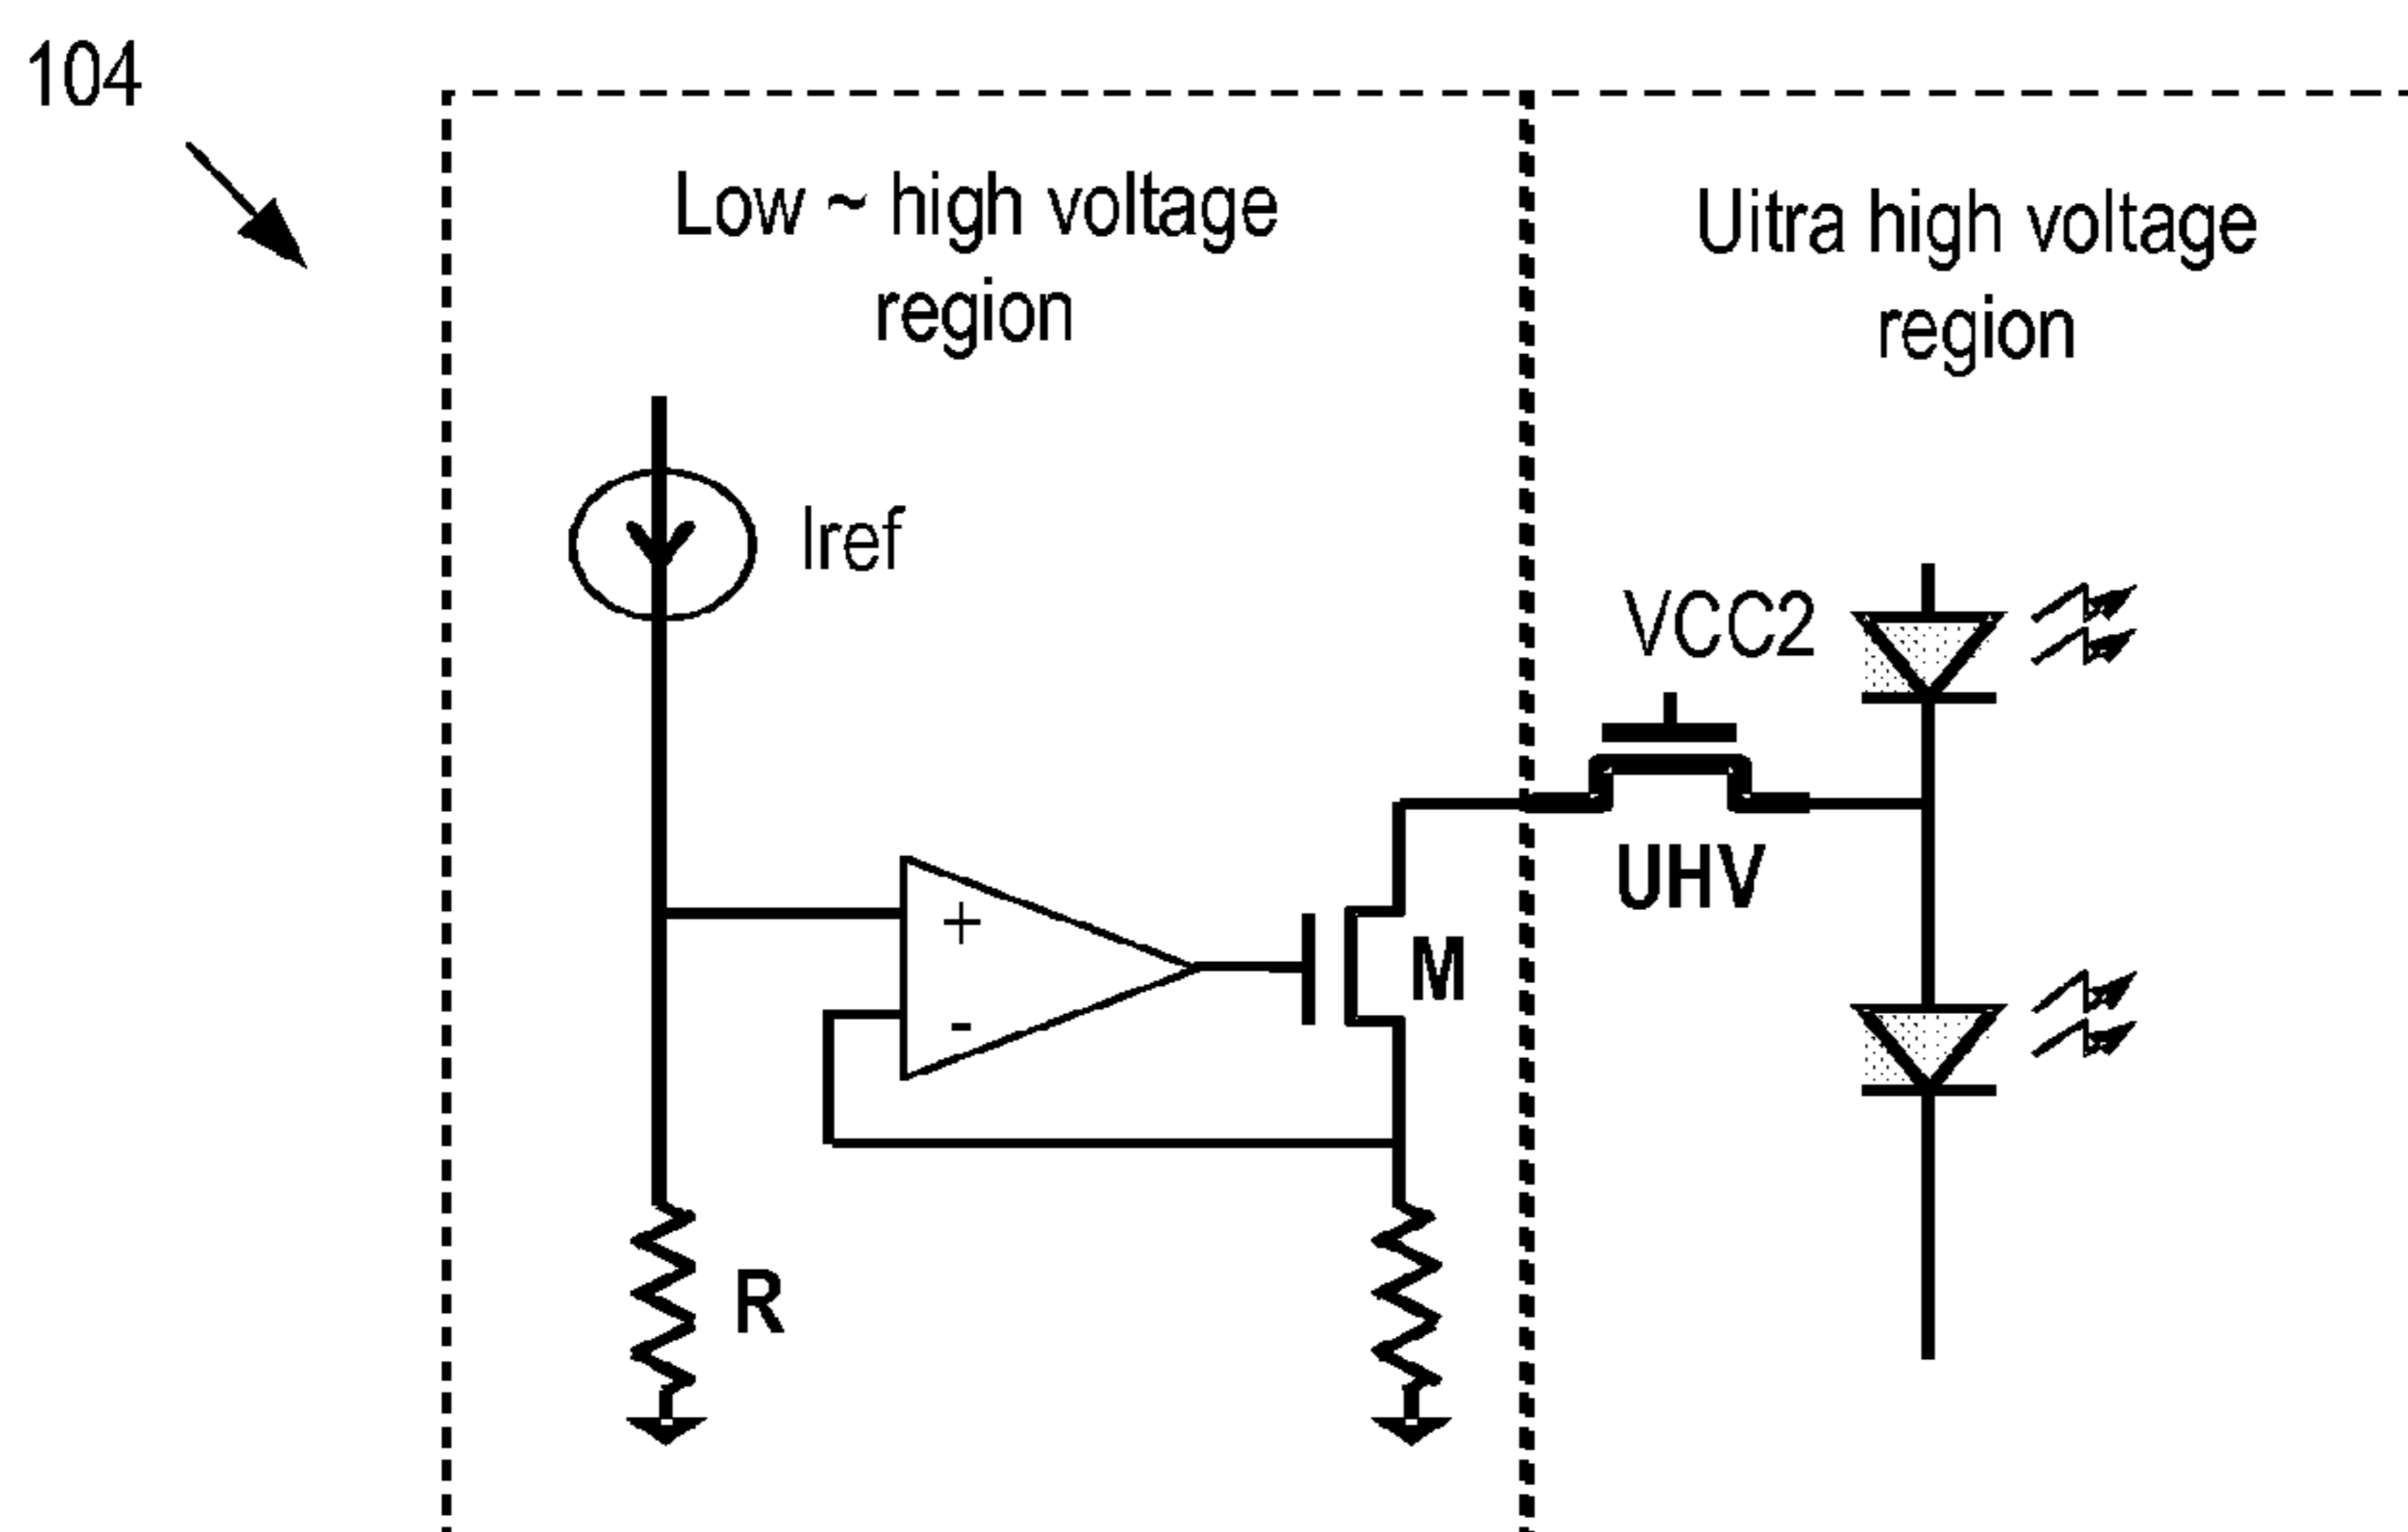 104
Low ~ high voltage
region
Uitra high voltage
region
Iref
VCC2
UHV
+
M
-
R